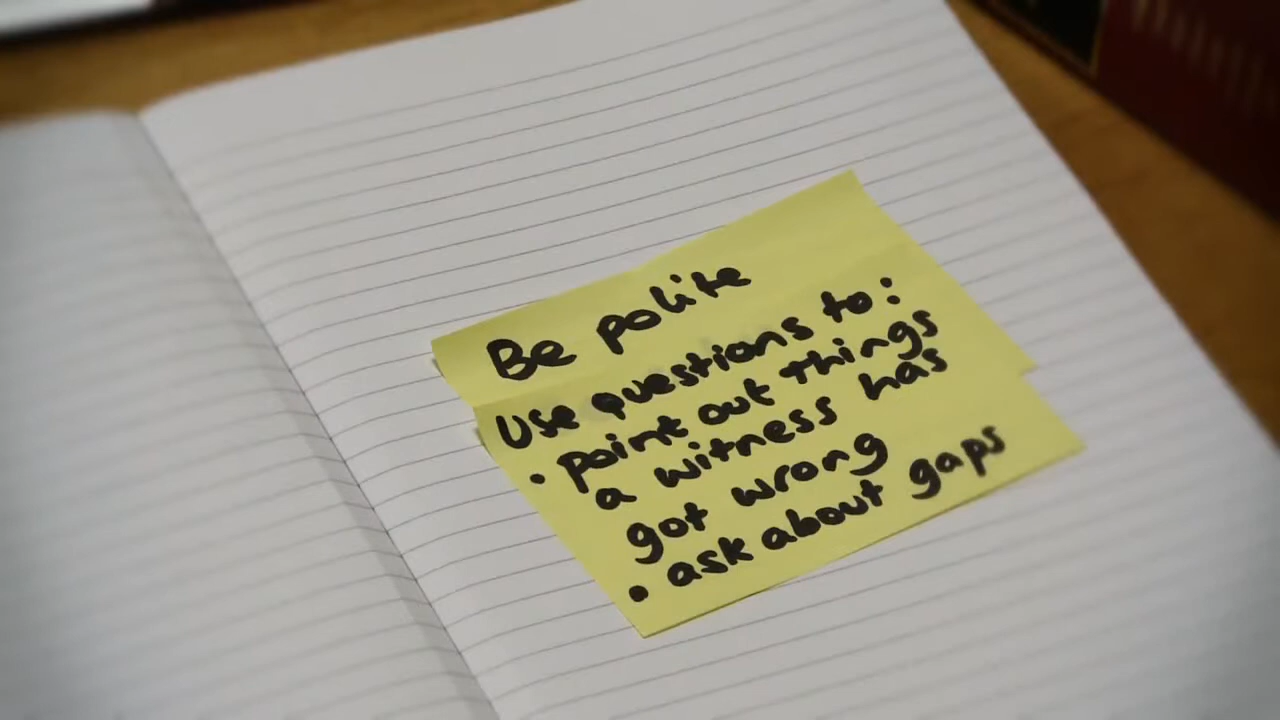 Be polite
Use questions to:
• point out things
a witness has
got wrong
• ask about gaps